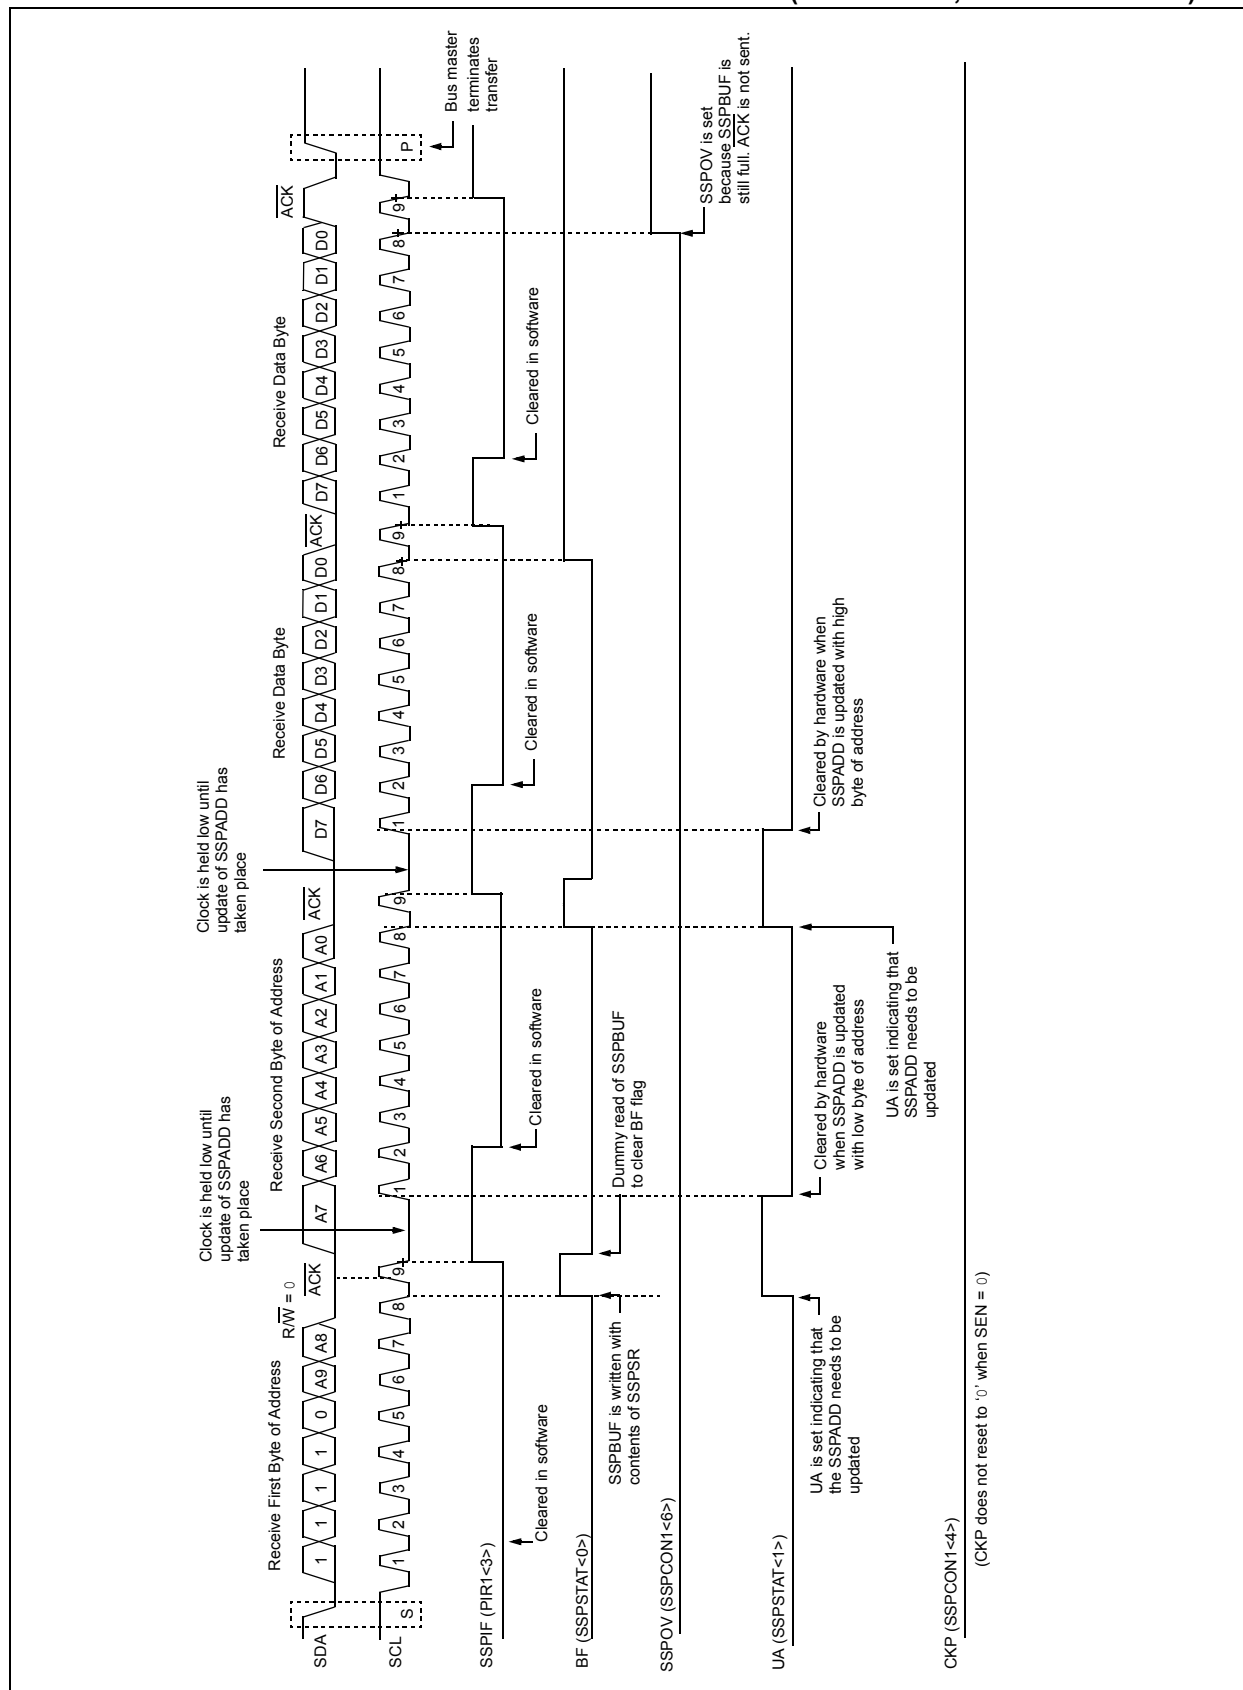 Receive First Byte of Address
R/W = 0
ACK
Receive Second Byte of Address
ACK
Receive Data Byte
ACK
Receive Data Byte
ACK
Clock is held low until
update of SSPADD has
taken place
Clock is held low until
update of SSPADD has
taken place
SDA
1 1 1 1 0 A9 A8 A7 A6 A5 A4 A3 A2 A1 A0 D7 D6 D5 D4 D3 D2 D1 D0 D7 D6 D5 D4 D3 D2 D1 D0
SCL
S 1 2 3 4 5 6 7 8 9 1 2 3 4 5 6 7 8 9 1 2 3 4 5 6 7 8 9 1 2 3 4 5 6 7 8 9 P
Bus master
terminates
transfer
SSPIF (PIR1<3>)
Cleared in software
Cleared in software
Cleared in software
Cleared in software
BF (SSPSTAT<0>)
SSPBUF is written with
contents of SSPSR
Dummy read of SSPBUF
to clear BF flag
SSPOV (SSPCON1<6>)
SSPOV is set
because SSPBUF is
still full. ACK is not sent.
UA (SSPSTAT<1>)
UA is set indicating that
the SSPADD needs to be
updated
Cleared by hardware
when SSPADD is updated
with low byte of address
UA is set indicating that
SSPADD needs to be
updated
Cleared by hardware when
SSPADD is updated with high
byte of address
CKP (SSPCON1<4>)
(CKP does not reset to ‘0’ when SEN = 0)